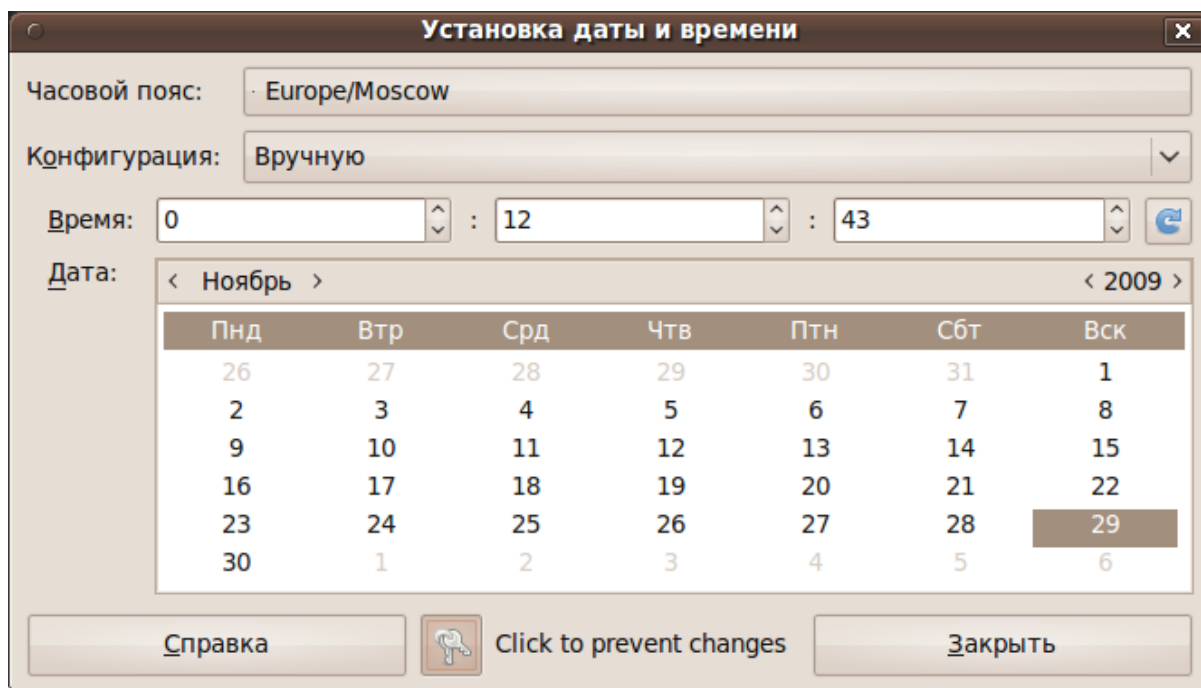 Установка даты и времени
Часовой пояс: Europe/Moscow
Конфигурация: Вручную
Время: 0 : 12 : 43
Дата: < Ноябрь > < 2009 >
Пнд Втр Срд Чтв Птн Сбт Вск
26 27 28 29 30 31 1
2 3 4 5 6 7 8
9 10 11 12 13 14 15
16 17 18 19 20 21 22
23 24 25 26 27 28 29
30 1 2 3 4 5 6
Справка Click to prevent changes Закрыть